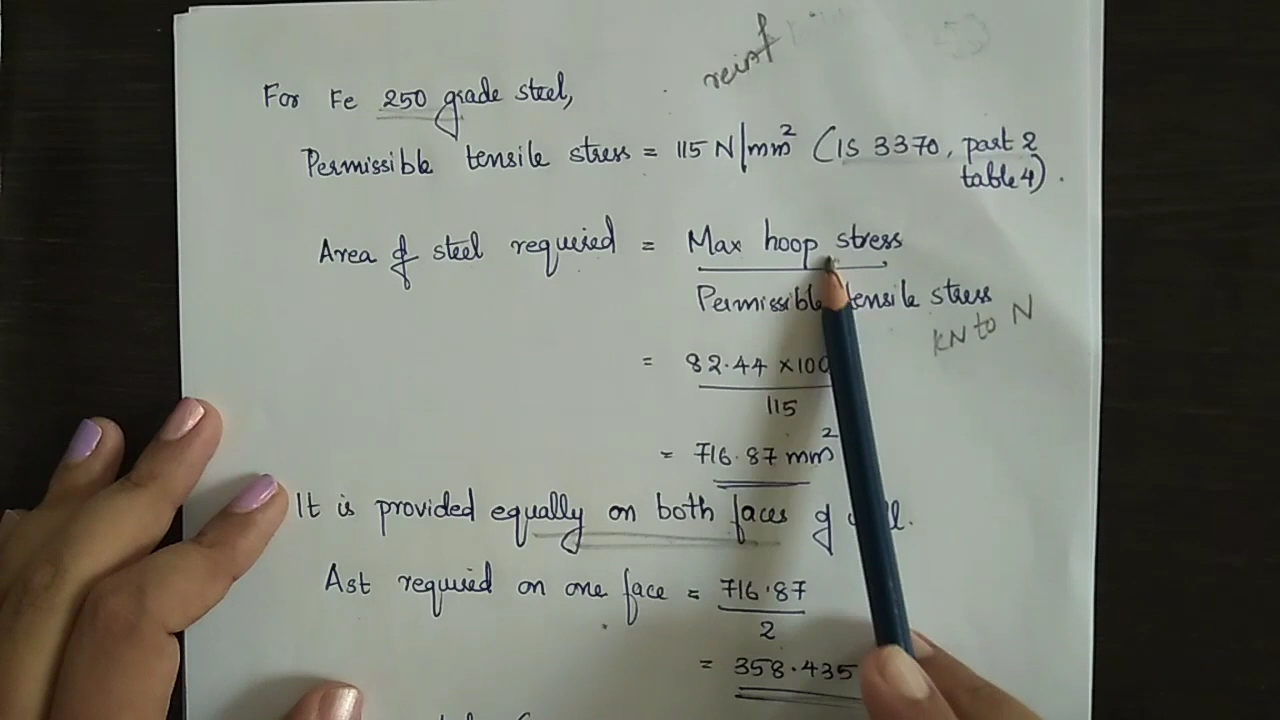 reinf
For Fe 250 grade steel,
Permissible tensile stress = 115 N/mm² (IS 3370, part 2
table 4).
Area of steel required = Max hoop stress
Permissible tensile stress
KN to N
= 82.44 ×100
115
= 716.87 mm²
It is provided equally on both faces of
Ast required on one face = 716.87
2
= 358.435